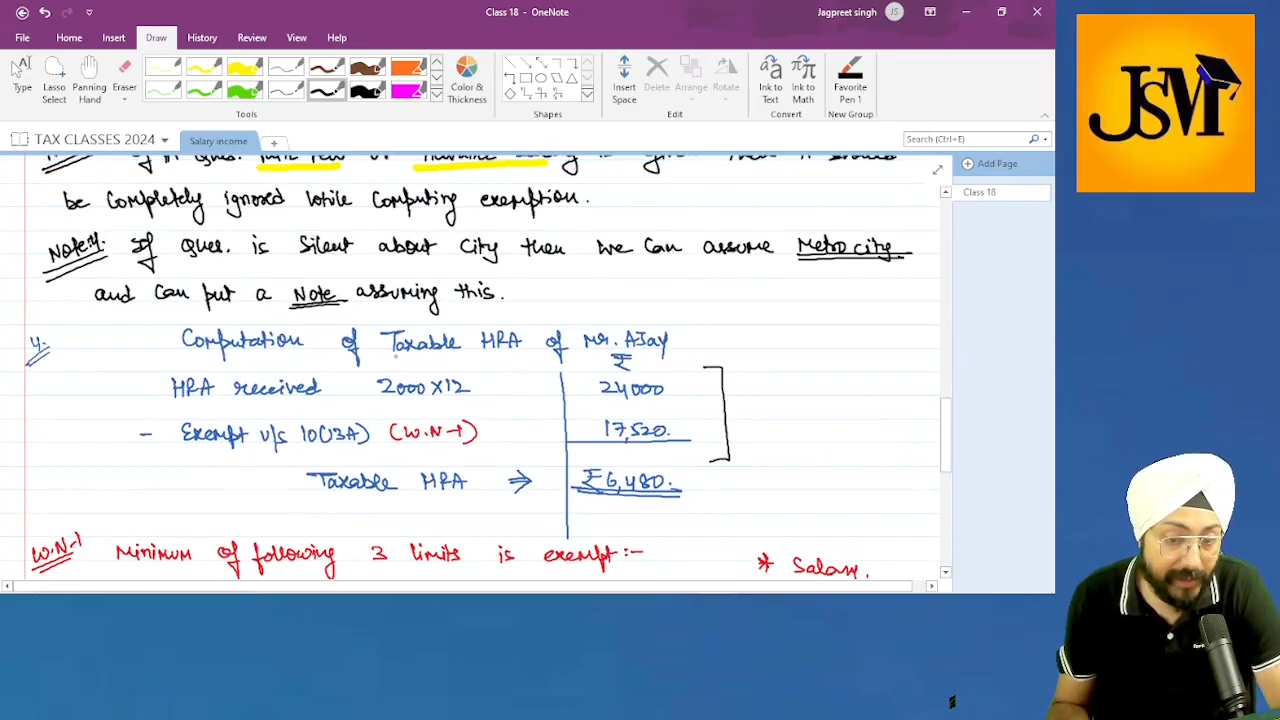 Class 18 - OneNote
Jagpreet singh JS
File Home Insert Draw History Review View Help
Type Lasso Select Panning Hand Eraser Color & Thickness Insert Space Delete Arrange Rotate Ink to Text Ink to Math Favorite Pen 1
Tools Shapes Edit Convert New Group
TAX CLASSES 2024 Salary income + Search (Ctrl+E)
Add Page
Class 18
JSM
be completely ignored while Computing exemption.
Note:4. If Ques. is Silent about City then we can assume Metro city
and can put a Note assuming this.
4. Computation of Taxable HRA of Mr. AJay
₹
HRA received 2000×12 24000
- Exempt u/s 10(13A) (W.N-1) 17,520.
Taxable HRA ⇒ ₹6,480.
W.N-1 Minimum of following 3 limits is exempt:-
* Salary.